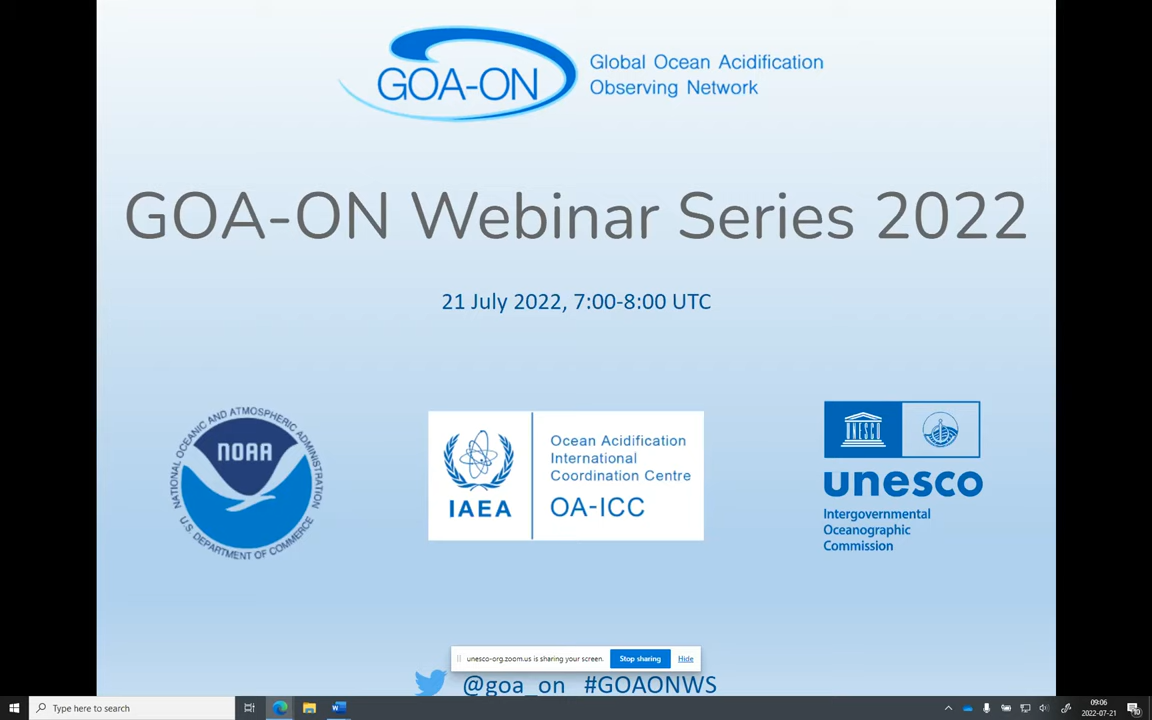 GOA-ON
Global Ocean Acidification
Observing Network
GOA-ON Webinar Series 2022
21 July 2022, 7:00-8:00 UTC
NATIONAL OCEANIC AND ATMOSPHERIC ADMINISTRATION
NOAA
U.S. DEPARTMENT OF COMMERCE
IAEA
Ocean Acidification
International
Coordination Centre
OA-ICC
UNESCO
unesco
Intergovernmental
Oceanographic
Commission
unesco-org.zoom.us is sharing your screen.
Stop sharing
Hide
@goa_on #GOAONWS
Type here to search
09:06
2022-07-21